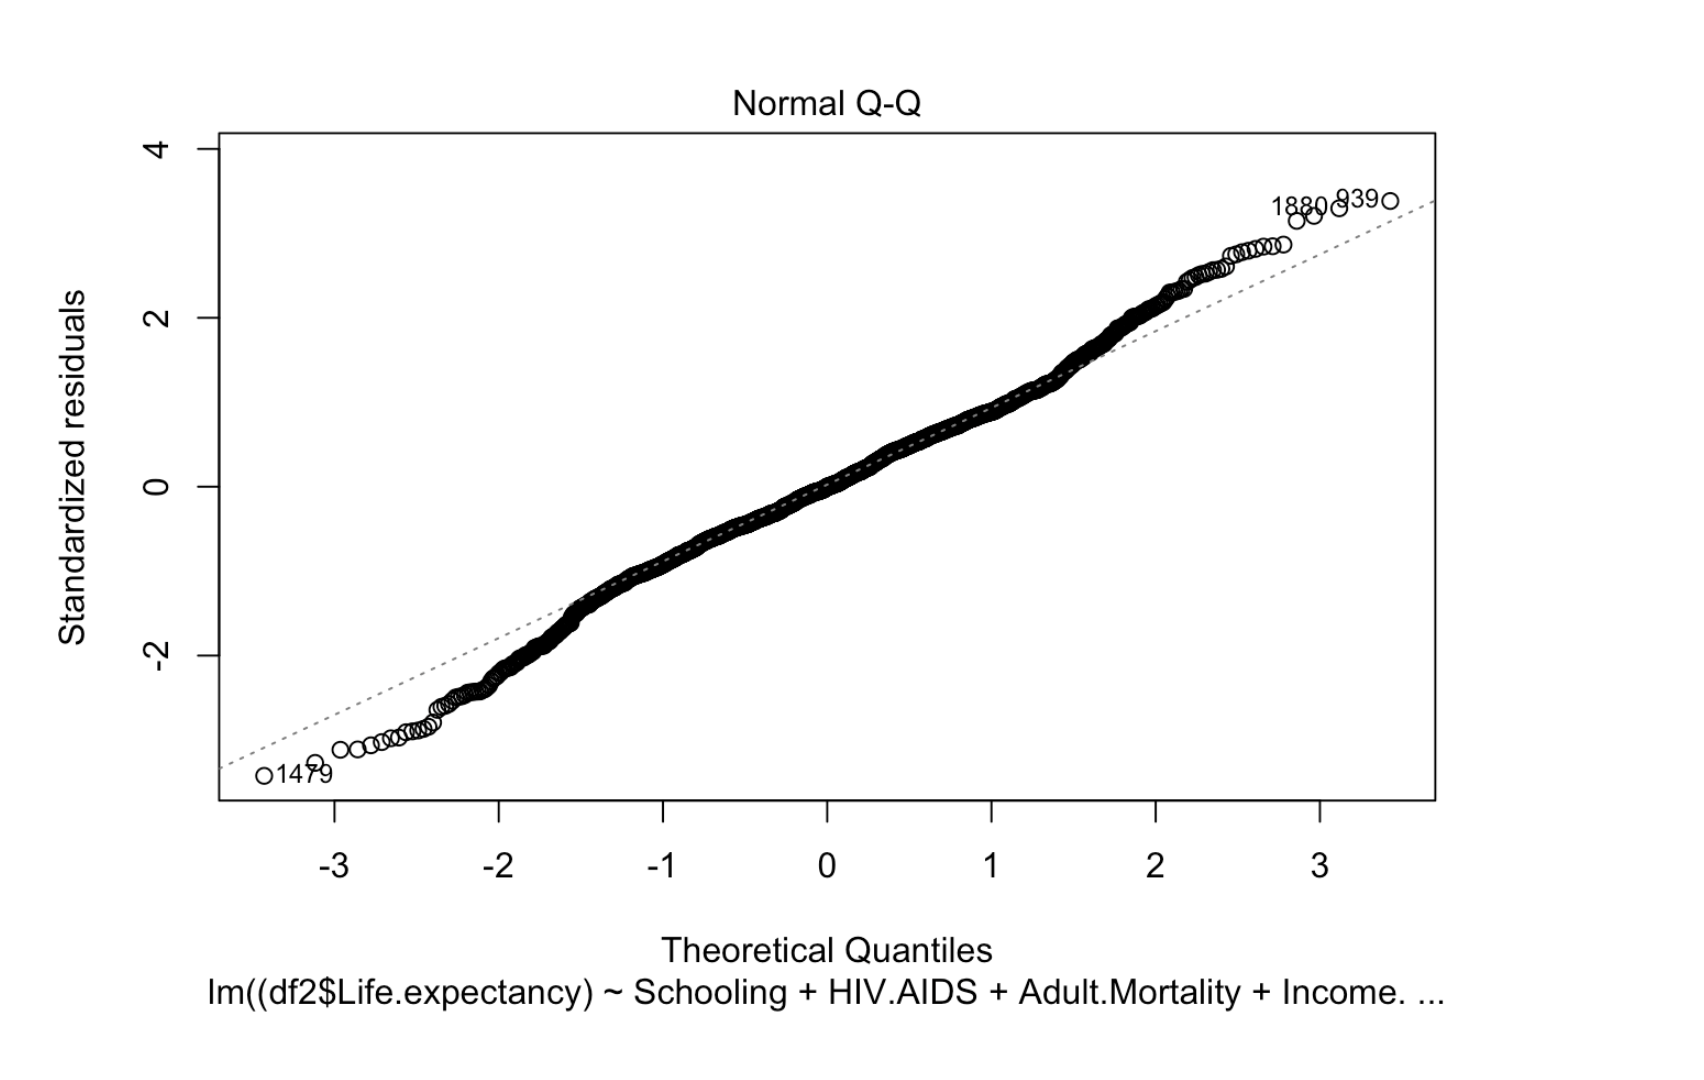 Normal Q-Q
4
2
0
-2
Standardized residuals
1880
939
1479
-3 -2 -1 0 1 2 3
Theoretical Quantiles
lm((df2$Life.expectancy) ~ Schooling + HIV.AIDS + Adult.Mortality + Income. ...